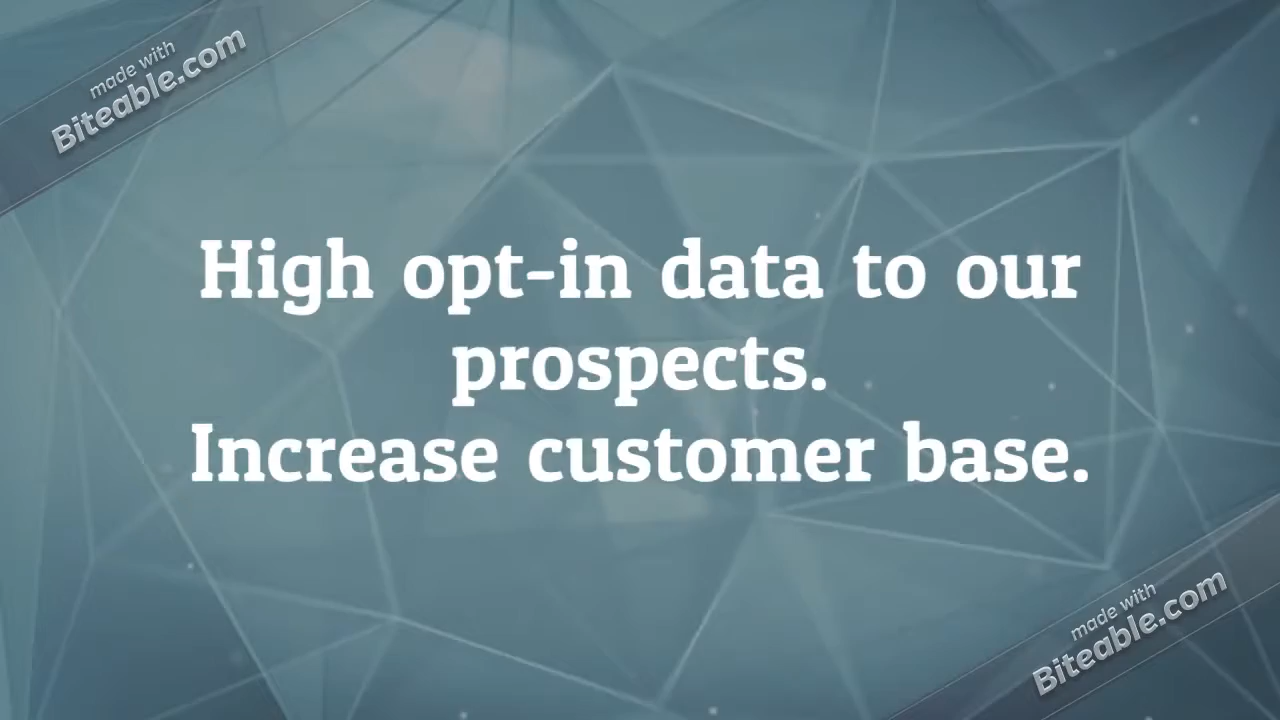 made with
Biteable.com
High opt-in data to our
prospects.
Increase customer base.
made with
Biteable.com